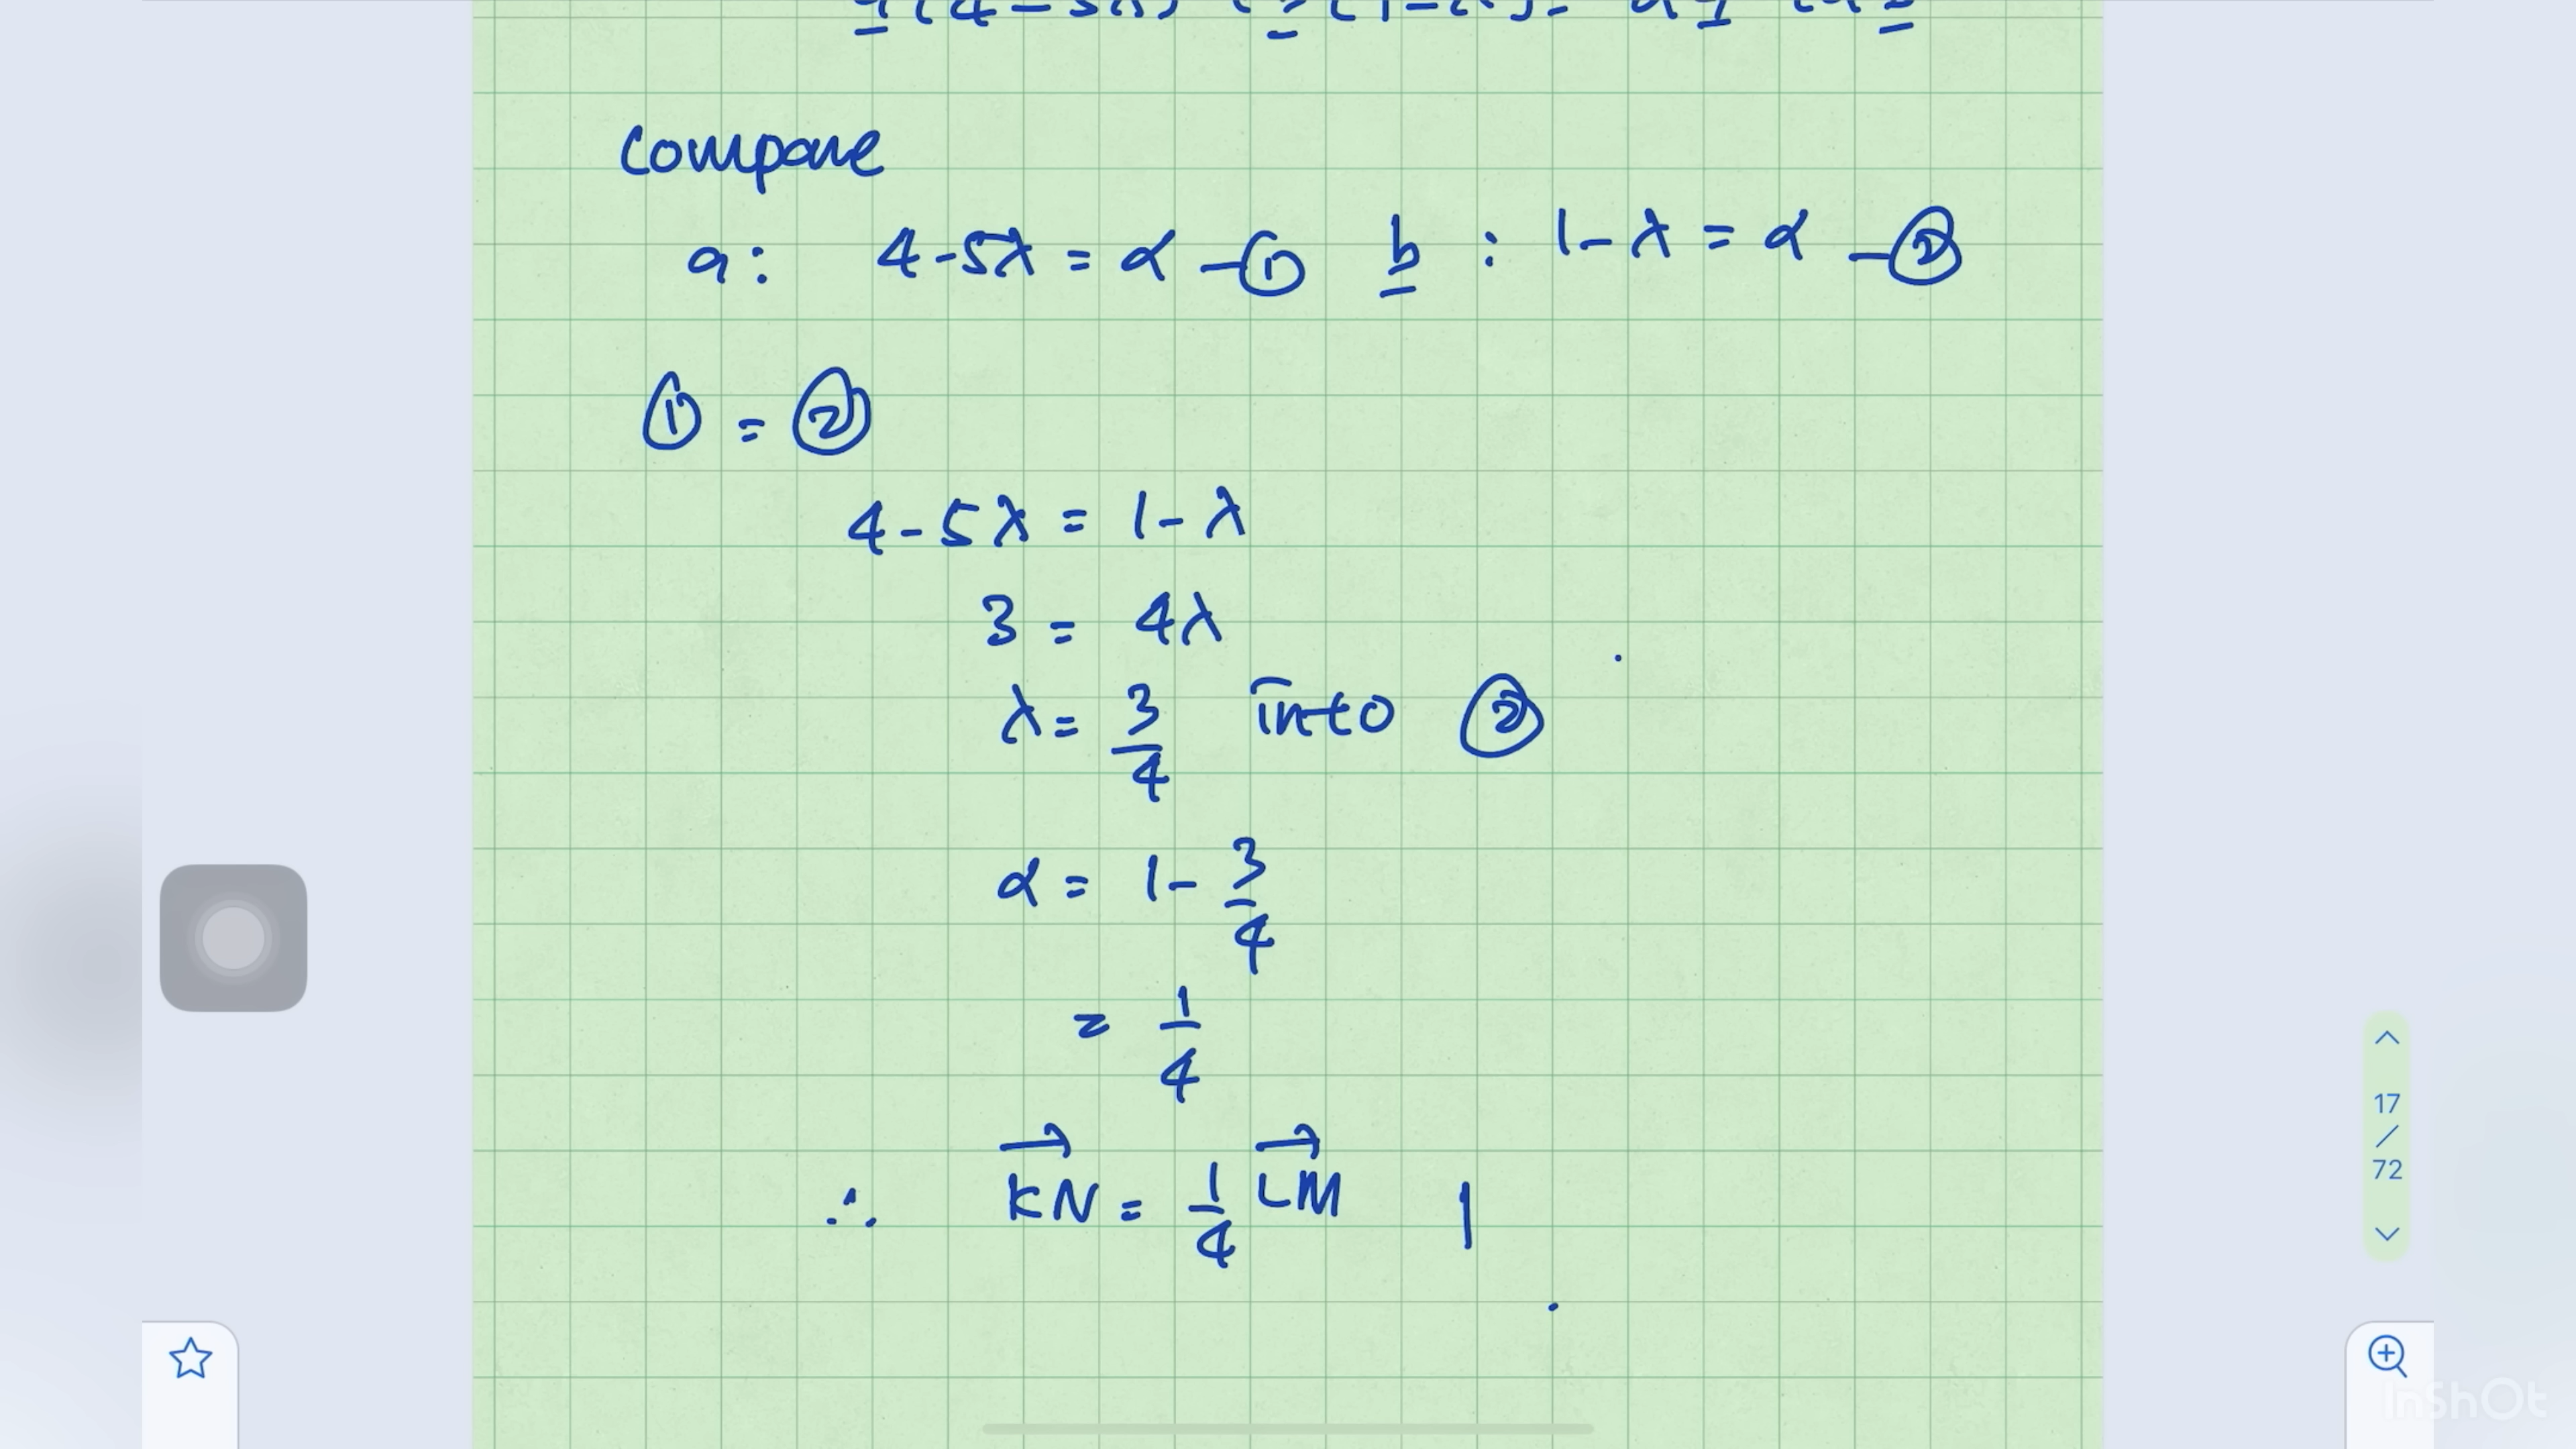 Compare
a: 4-5λ = α -① b : 1-λ = α -②
① = ②
4-5λ = 1-λ
3 = 4λ
λ = 3/4 into ②
α = 1 - 3/4
= 1/4
∴ KN = 1/4 LM
17
/
72
InShOt